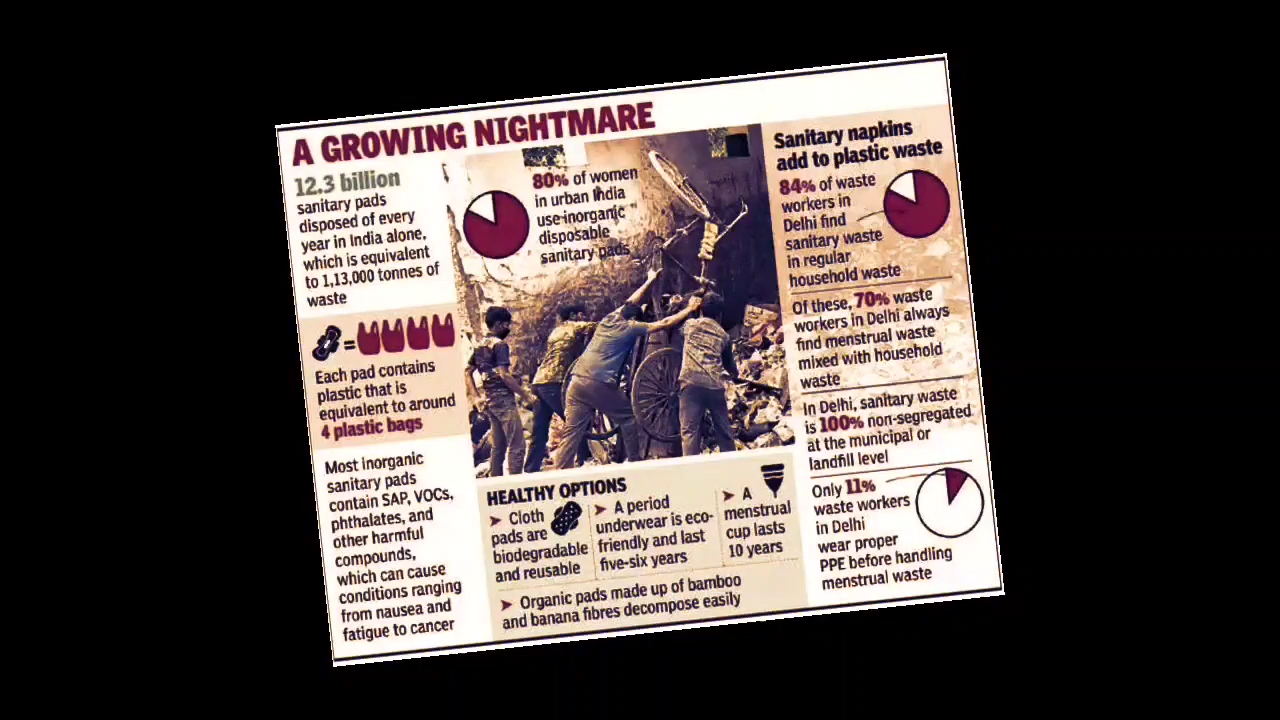 A GROWING NIGHTMARE
12.3 billion
sanitary pads
disposed of every
year in India alone,
which is equivalent
to 1,13,000 tonnes of
waste
=
Each pad contains
plastic that is
equivalent to around
4 plastic bags
Most inorganic
sanitary pads
contain SAP, VOCs,
phthalates, and
other harmful
compounds,
which can cause
conditions ranging
from nausea and
fatigue to cancer
80% of women
in urban India
use inorganic
disposable
sanitary pads
HEALTHY OPTIONS
➤ Cloth
pads are
biodegradable
and reusable
➤ A period
underwear is eco-
friendly and last
five-six years
➤ A
menstrual
cup lasts
10 years
➤ Organic pads made up of bamboo
and banana fibres decompose easily
Sanitary napkins
add to plastic waste
84% of waste
workers in
Delhi find
sanitary waste
in regular
household waste
Of these, 70% waste
workers in Delhi always
find menstrual waste
mixed with household
waste
In Delhi, sanitary waste
is 100% non-segregated
at the municipal or
landfill level
Only 11%
waste workers
in Delhi
wear proper
PPE before handling
menstrual waste